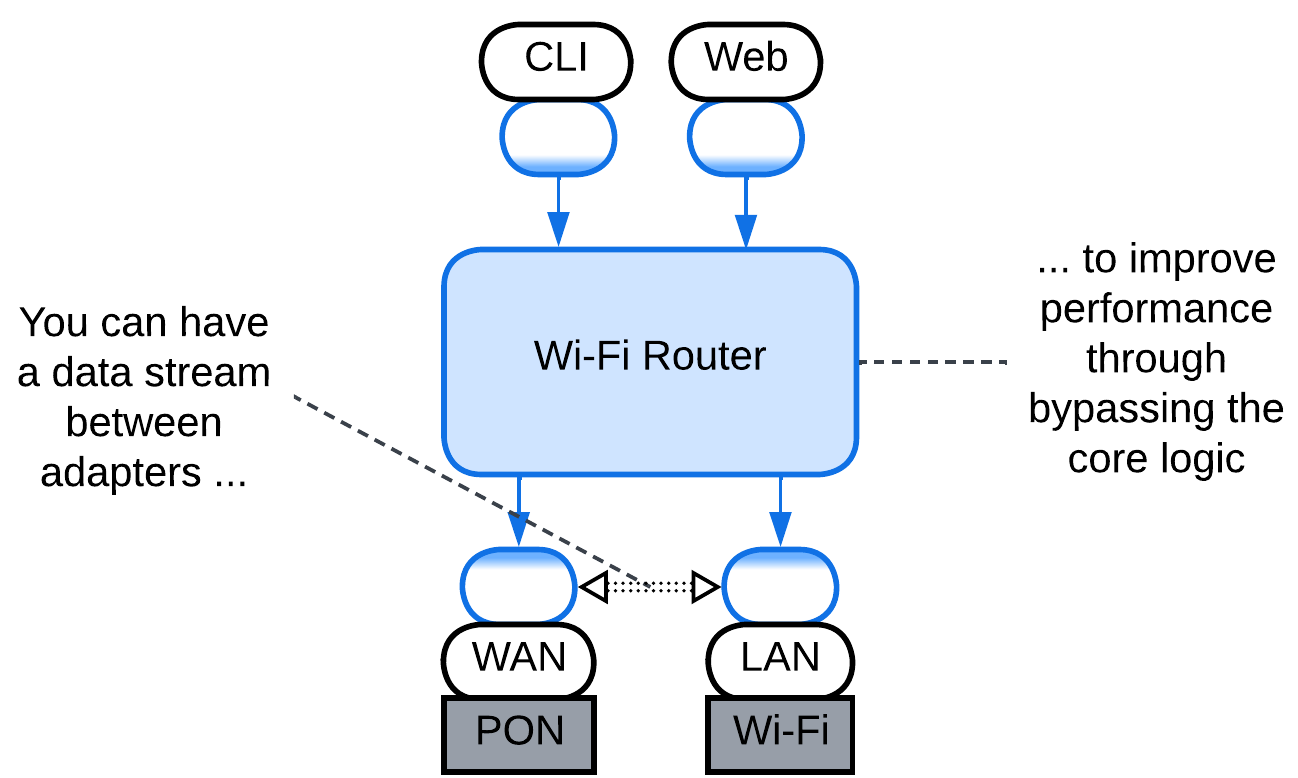 CLI
Web
You can have
a data stream
between
adapters ...
Wi-Fi Router
... to improve
performance
through
bypassing the
core logic
WAN
LAN
PON
Wi-Fi